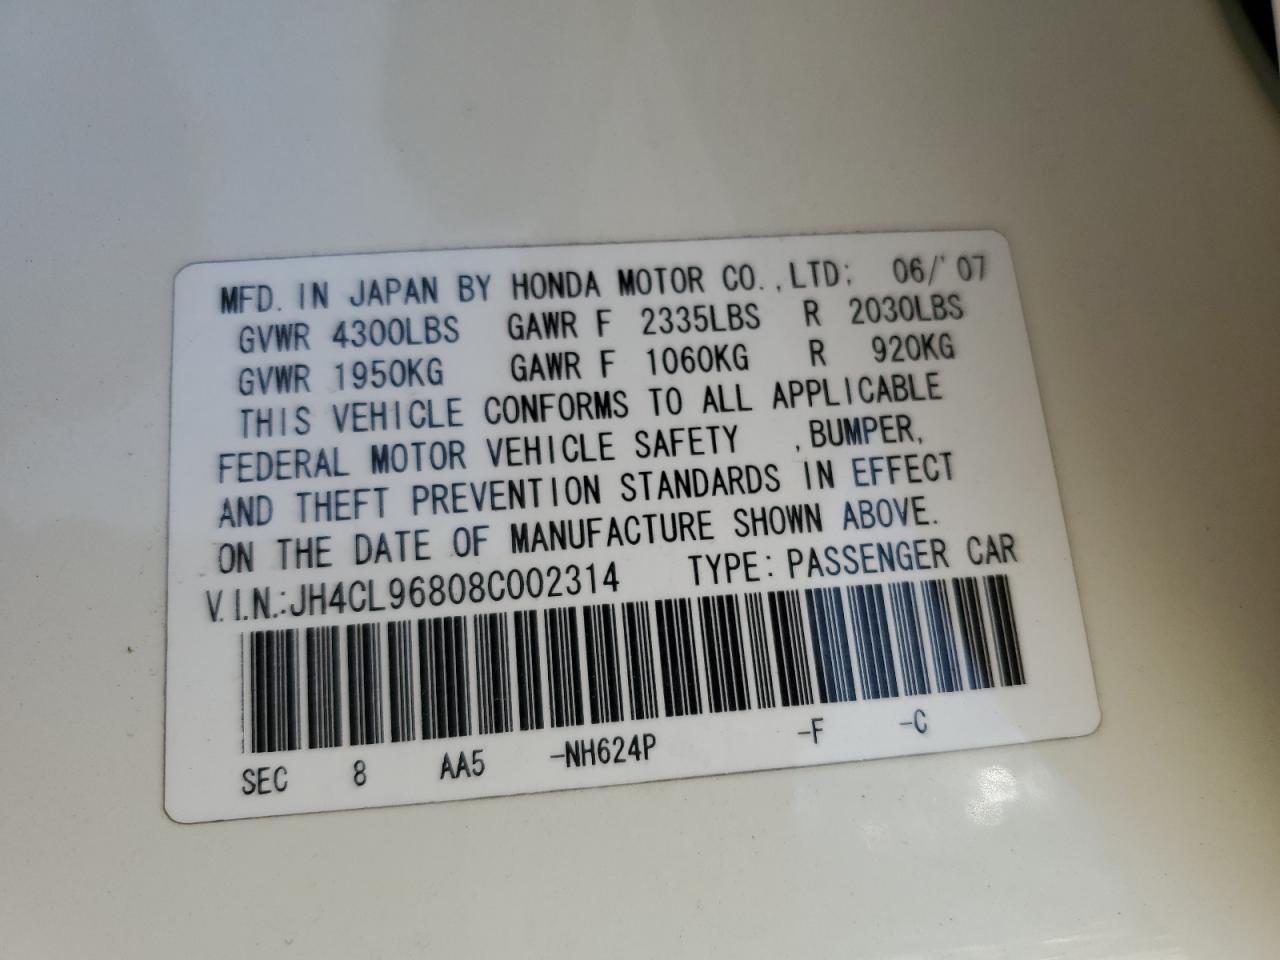 MFD. IN JAPAN BY HONDA MOTOR CO.,LTD; 06/'07
GVWR 4300LBS GAWR F 2335LBS R 2030LBS
GVWR 1950KG GAWR F 1060KG R 920KG
THIS VEHICLE CONFORMS TO ALL APPLICABLE
FEDERAL MOTOR VEHICLE SAFETY , BUMPER,
AND THEFT PREVENTION STANDARDS IN EFFECT
ON THE DATE OF MANUFACTURE SHOWN ABOVE.
V.I.N.:JH4CL96808C002314 TYPE: PASSENGER CAR
SEC 8 AA5 -NH624P -F -C